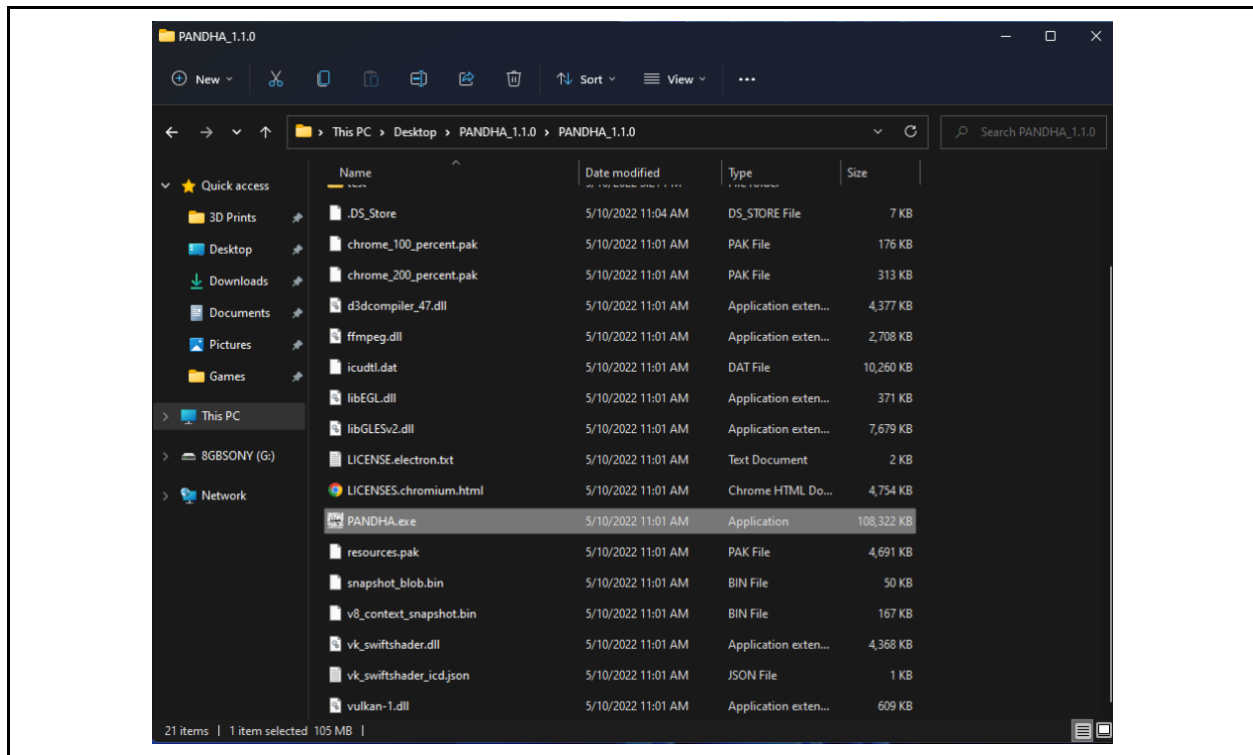 PANDHA_1.1.0
New
Sort
View
This PC > Desktop > PANDHA_1.1.0 > PANDHA_1.1.0
Search PANDHA_1.1.0
Quick access
3D Prints
Desktop
Downloads
Documents
Pictures
Games
This PC
8GBSONY (G:)
Network
Name Date modified Type Size
.DS_Store 5/10/2022 11:04 AM DS_STORE File 7 KB
chrome_100_percent.pak 5/10/2022 11:01 AM PAK File 176 KB
chrome_200_percent.pak 5/10/2022 11:01 AM PAK File 313 KB
d3dcompiler_47.dll 5/10/2022 11:01 AM Application exten... 4,377 KB
ffmpeg.dll 5/10/2022 11:01 AM Application exten... 2,708 KB
icudtl.dat 5/10/2022 11:01 AM DAT File 10,260 KB
libEGL.dll 5/10/2022 11:01 AM Application exten... 371 KB
libGLESv2.dll 5/10/2022 11:01 AM Application exten... 7,679 KB
LICENSE.electron.txt 5/10/2022 11:01 AM Text Document 2 KB
LICENSES.chromium.html 5/10/2022 11:01 AM Chrome HTML Do... 4,754 KB
PANDHA.exe 5/10/2022 11:01 AM Application 108,322 KB
resources.pak 5/10/2022 11:01 AM PAK File 4,691 KB
snapshot_blob.bin 5/10/2022 11:01 AM BIN File 50 KB
v8_context_snapshot.bin 5/10/2022 11:01 AM BIN File 167 KB
vk_swiftshader.dll 5/10/2022 11:01 AM Application exten... 4,368 KB
vk_swiftshader_icd.json 5/10/2022 11:01 AM JSON File 1 KB
vulkan-1.dll 5/10/2022 11:01 AM Application exten... 609 KB
21 items | 1 item selected 105 MB |